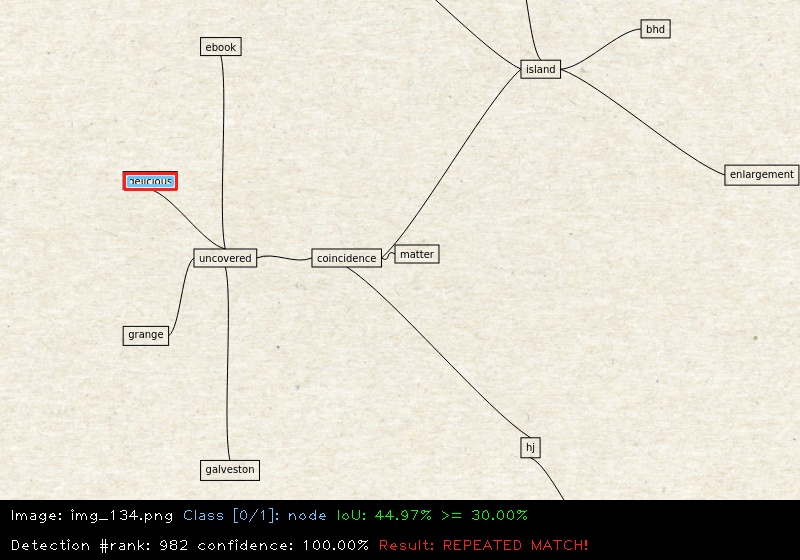 bhd
ebook
island
enlargement
delicious
matter
uncovered
coincidence
grange
hj
galveston
Image: img_134.png Class [0/1]: node IoU: 44.97% >= 30.00%
Detection #rank: 982 confidence: 100.00% Result: REPEATED MATCH!